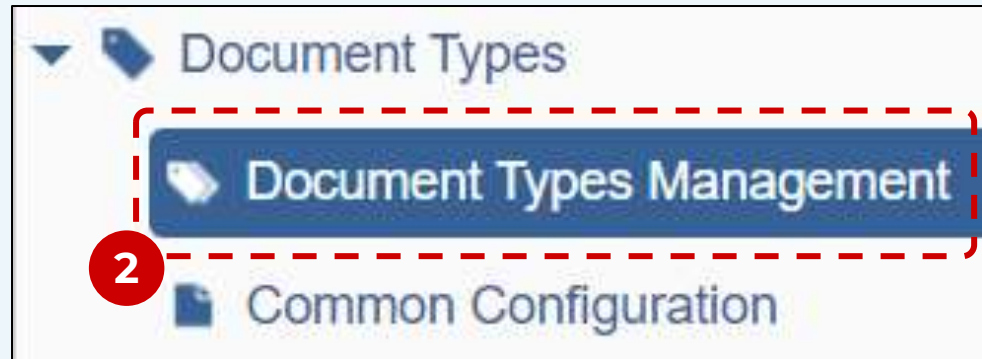 Document Types
Document Types Management
2
Common Configuration